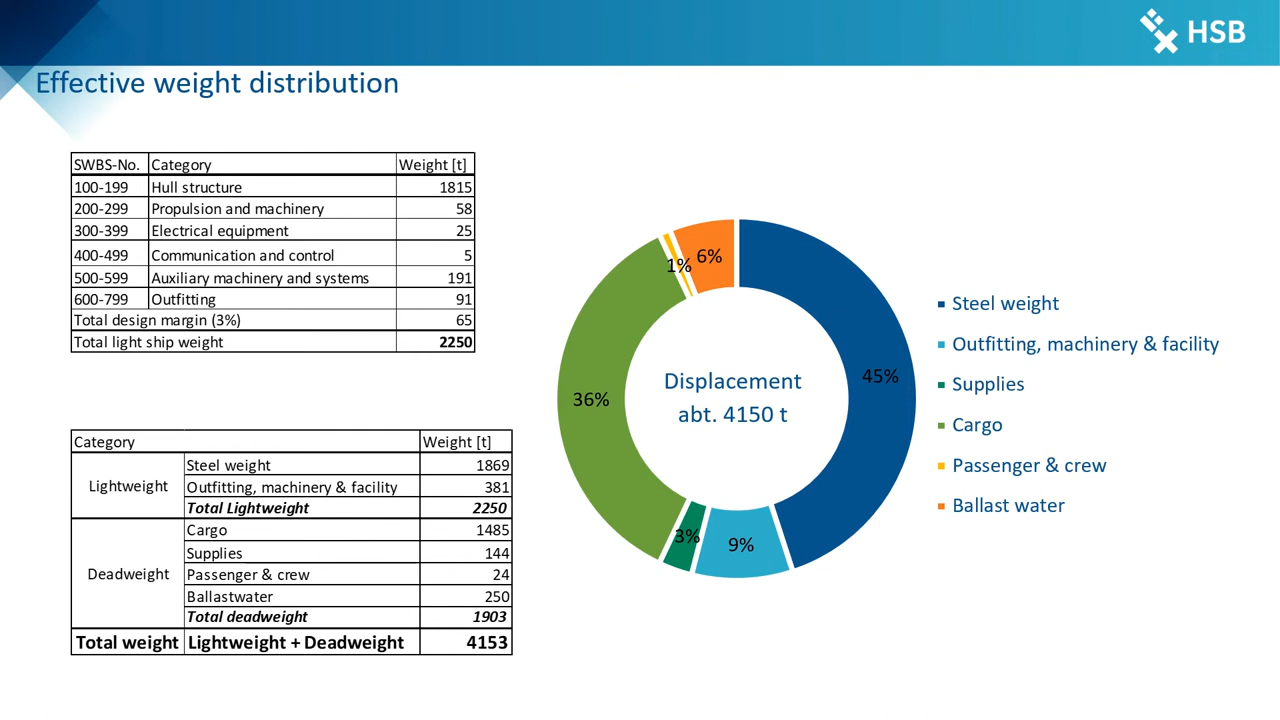 HSB
Effective weight distribution
SWBS-No. Category Weight [t]
100-199 Hull structure 1815
200-299 Propulsion and machinery 58
300-399 Electrical equipment 25
400-499 Communication and control 5
500-599 Auxiliary machinery and systems 191
600-799 Outfitting 91
Total design margin (3%) 65
Total light ship weight 2250
Category Weight [t]
Lightweight
Steel weight 1869
Outfitting, machinery & facility 381
Total Lightweight 2250
Deadweight
Cargo 1485
Supplies 144
Passenger & crew 24
Ballastwater 250
Total deadweight 1903
Total weight Lightweight + Deadweight 4153
1%
6%
45%
36%
3%
9%
Displacement
abt. 4150 t
Steel weight
Outfitting, machinery & facility
Supplies
Cargo
Passenger & crew
Ballast water